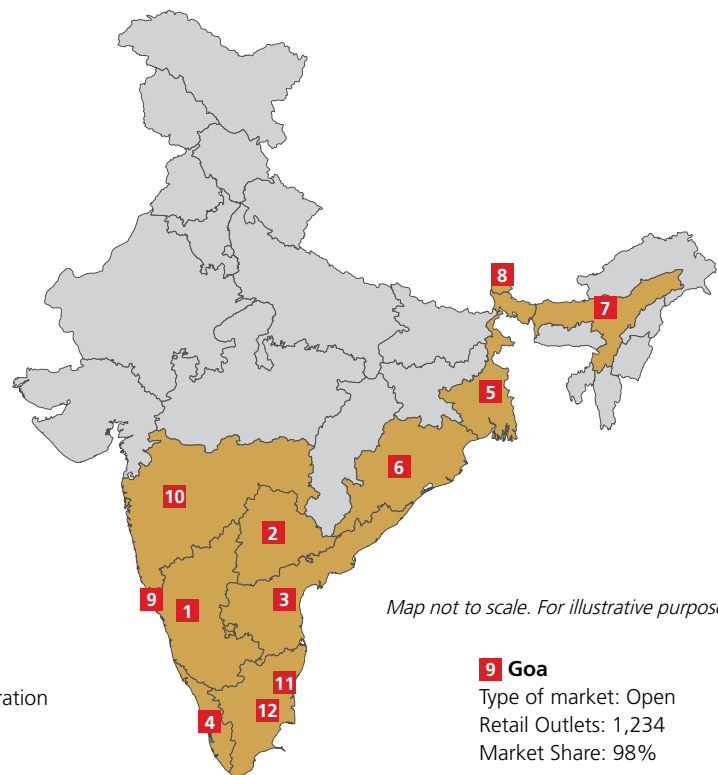 8
7
5
6
10
2
9
1
3
Map not to scale. For illustrative purpose
11
12
4
ration
9 Goa
Type of market: Open
Retail Outlets: 1,234
Market Share: 98%